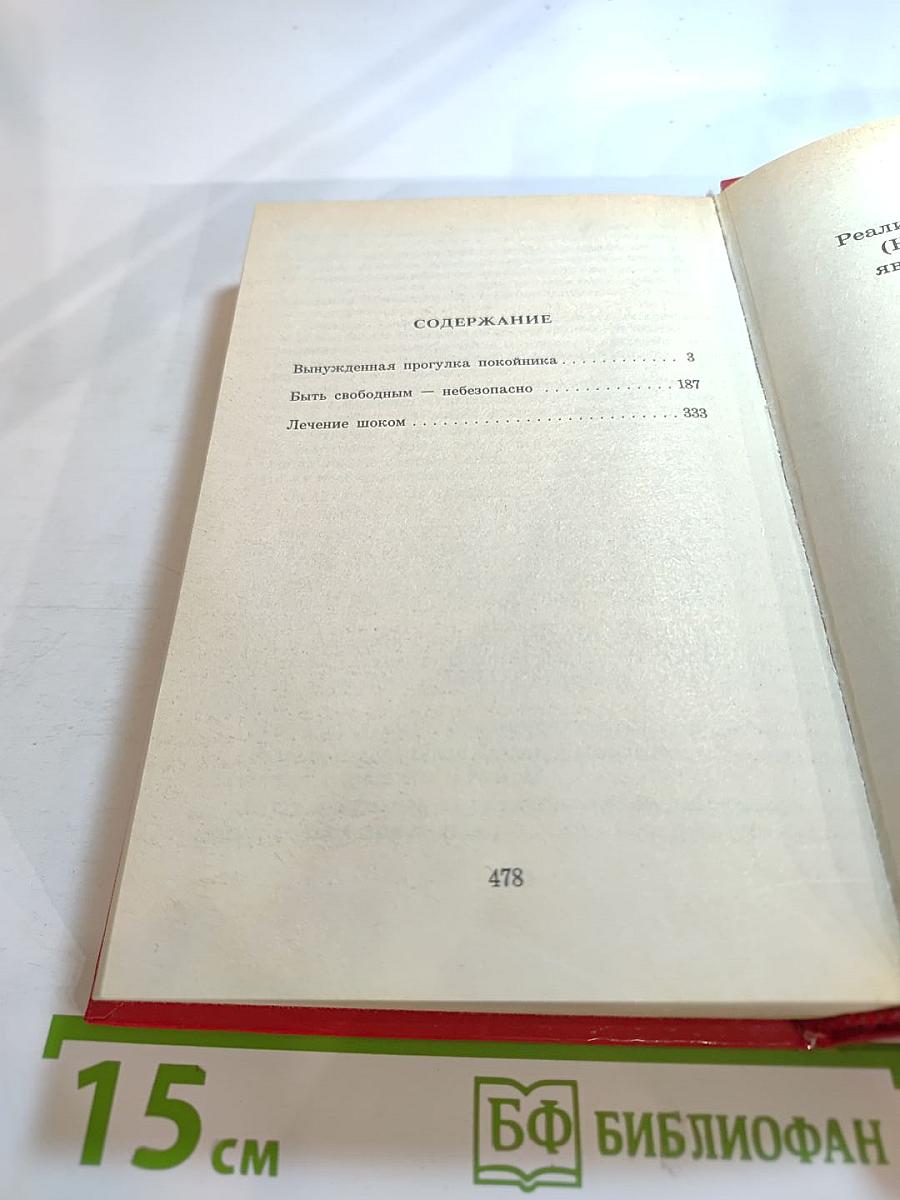 СОДЕРЖАНИЕ
Вынужденная прогулка покойника . . . . . . . . . . . . 3
Быть свободным — небезопасно . . . . . . . . . . . . . 187
Лечение шоком . . . . . . . . . . . . . . . . . . . . . . . . . . . 333
478
15 см
БФ БИБЛИОФАН